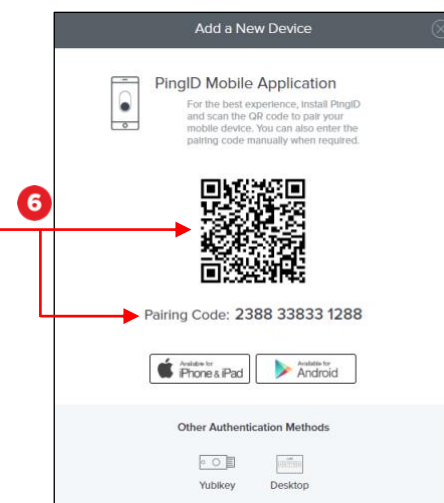 Add a New Device
PingID Mobile Application
For the best experience, install PingID
and scan the QR code to pair your
mobile device. You can also enter the
pairing code manually when required.
6
Pairing Code: 2388 33833 1288
Available for
iPhone & iPad
Available for
Android
Other Authentication Methods
Yubikey
Desktop